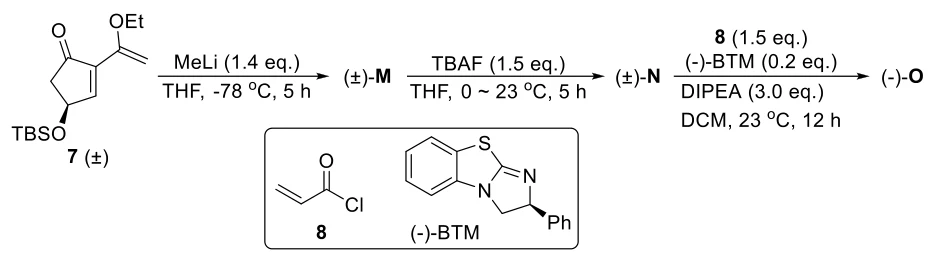 O
OEt
TBSO
7 (±)
MeLi (1.4 eq.)
THF, -78 °C, 5 h
(±)-M
TBAF (1.5 eq.)
THF, 0 ~ 23 °C, 5 h
(±)-N
8 (1.5 eq.)
(-)-BTM (0.2 eq.)
DIPEA (3.0 eq.)
DCM, 23 °C, 12 h
(-)-O
O
Cl
8
S
N
N
Ph
(-)-BTM